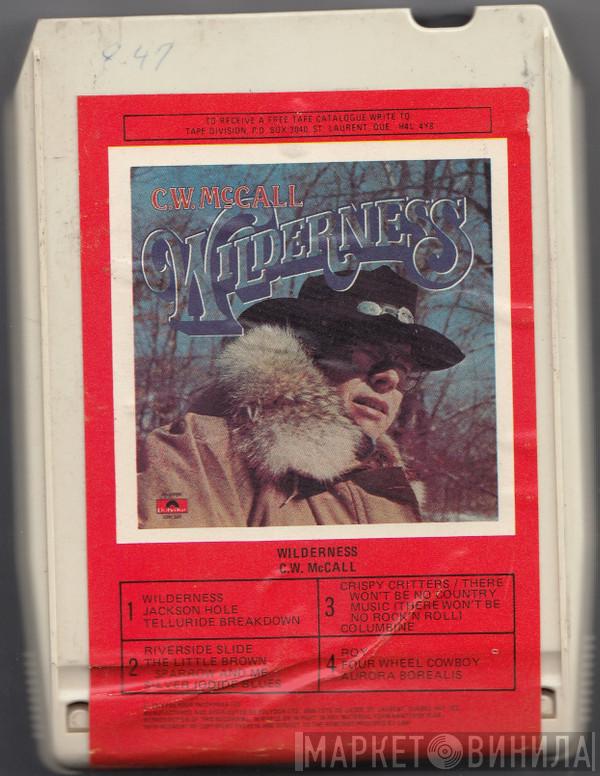 9.47
TO RECEIVE A FREE TAPE CATALOGUE WRITE TO
TAPE DIVISION, P.O. BOX 7040, ST. LAURENT, QUE. H4L 4Y8
C.W. McCALL
WILDERNESS
WILDERNESS
C.W. McCALL
1 WILDERNESS
JACKSON HOLE
TELLURIDE BREAKDOWN
2 RIVERSIDE SLIDE
THE LITTLE BROWN
SPARROW AND ME
SILVER IODIDE BLUES
3 CRISPY CRITTERS / THERE
WON'T BE NO COUNTRY
MUSIC (THERE WON'T BE
NO ROCK'N ROLL)
COLUMBINE
4 ROY
FOUR WHEEL COWBOY
AURORA BOREALIS
МАРКЕТ ВИНИЛА